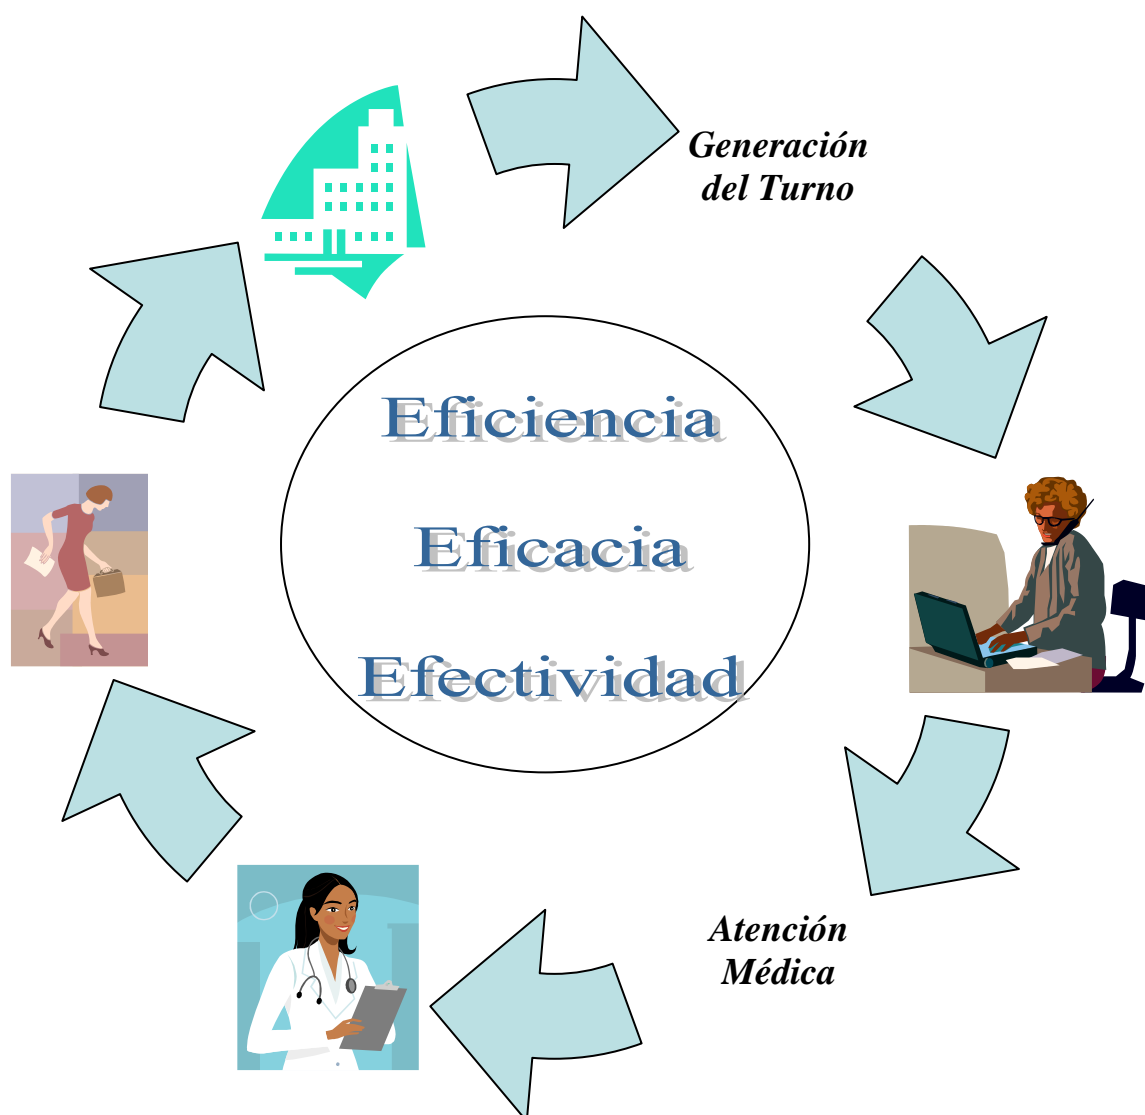 Generación
del Turno
Eficiencia
Eficacia
Efectividad
Atención
Médica